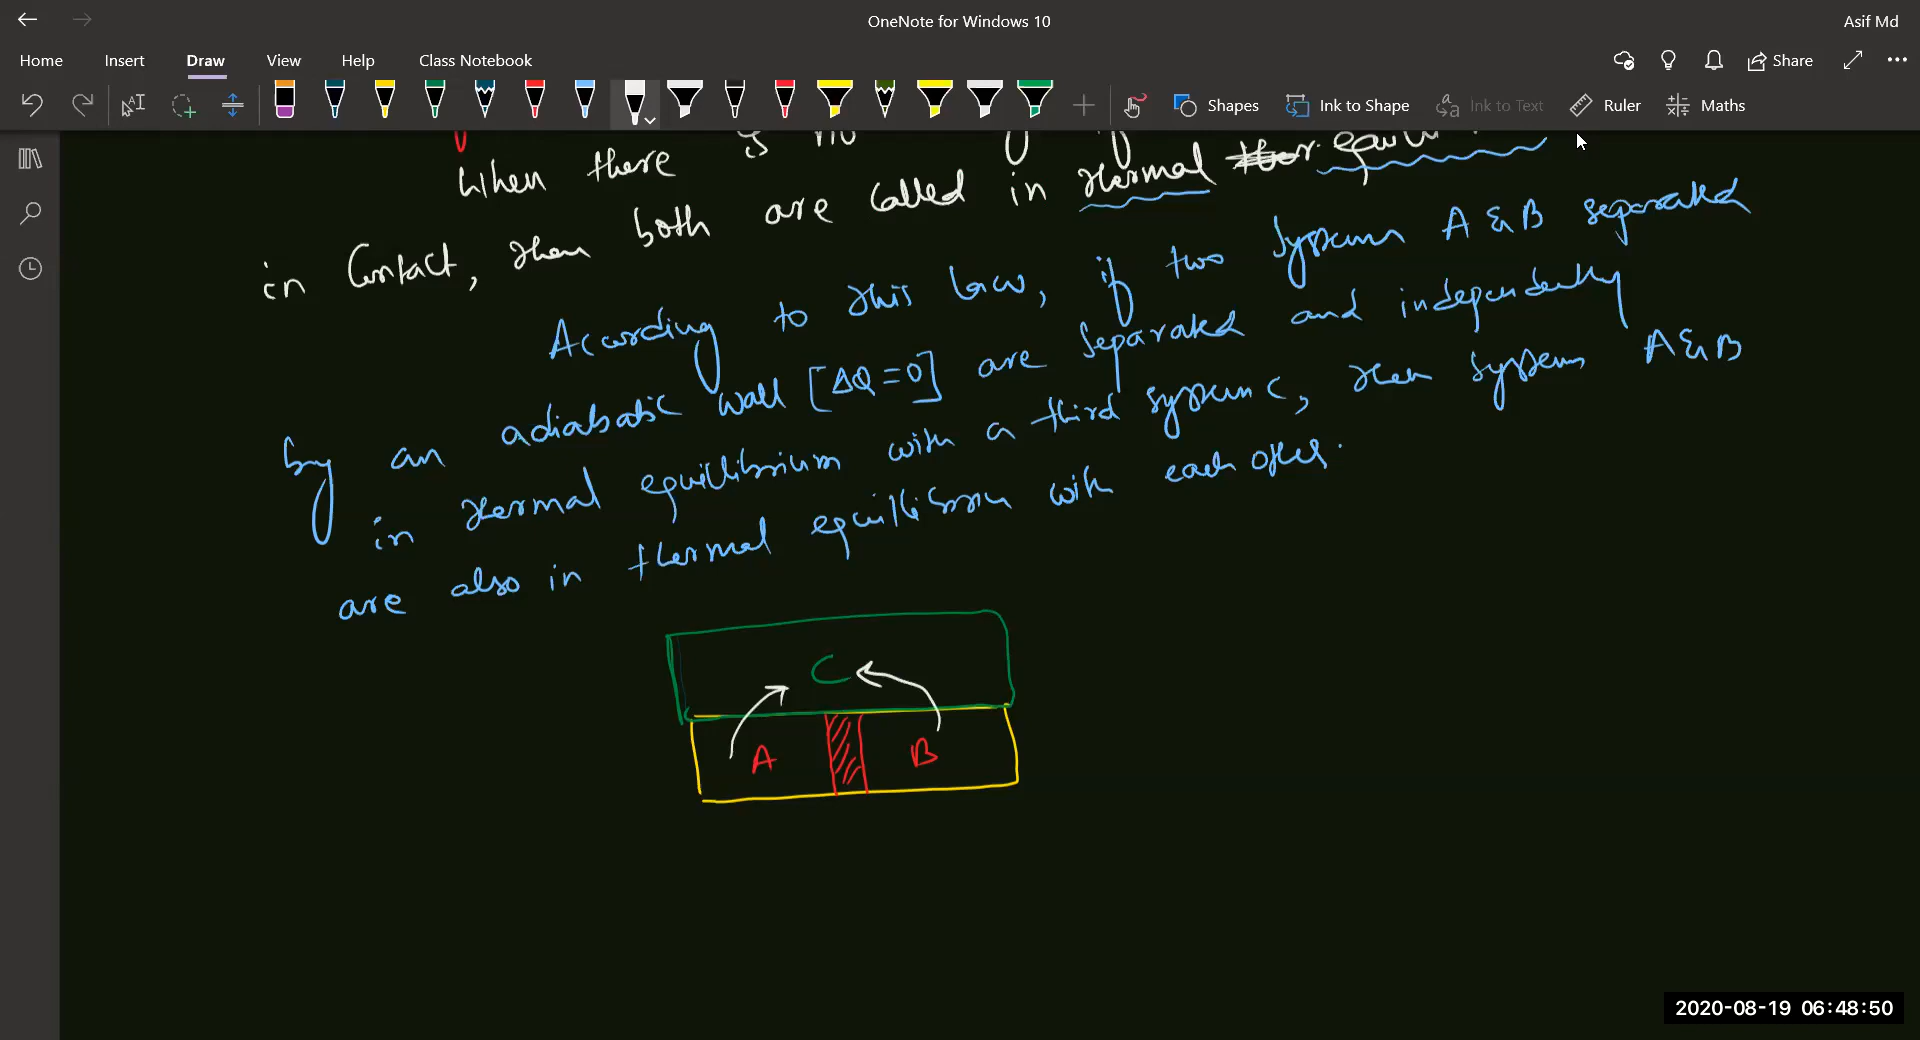 OneNote for Windows 10
Asif Md
Home Insert Draw View Help Class Notebook
Share
Shapes Ink to Shape Ink to Text Ruler Maths
When there is no
in Contact, then both are called in thermal
According to this law, if two systems A & B separated
by an adiabatic wall [ΔQ=0] are separated and independently
in thermal equillibrium with a third system C, then systems A & B
are also in thermal equillibrium with each other.
C
A B
2020-08-19 06:48:50